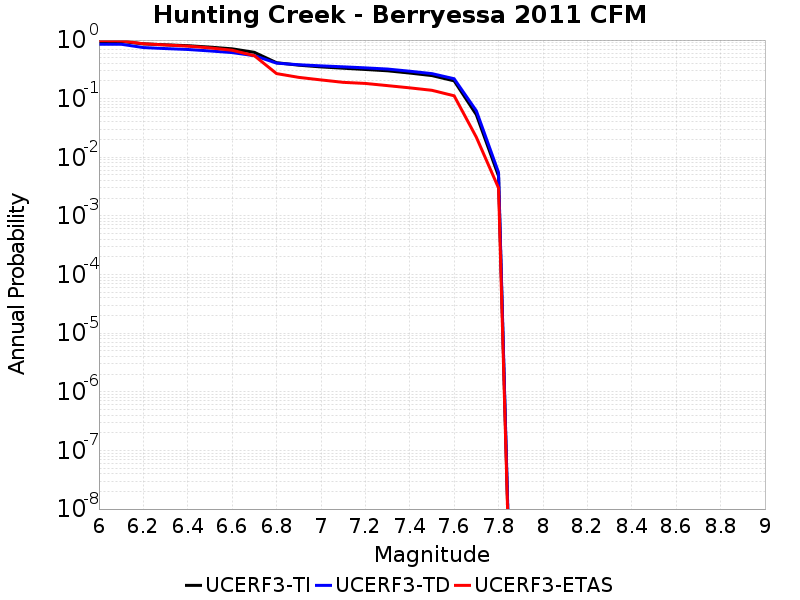 Hunting Creek - Berryessa 2011 CFM
Annual Probability
10^0
10^-1
10^-2
10^-3
10^-4
10^-5
10^-6
10^-7
10^-8
6 6.2 6.4 6.6 6.8 7 7.2 7.4 7.6 7.8 8 8.2 8.4 8.6 8.8 9
Magnitude
UCERF3-TI UCERF3-TD UCERF3-ETAS